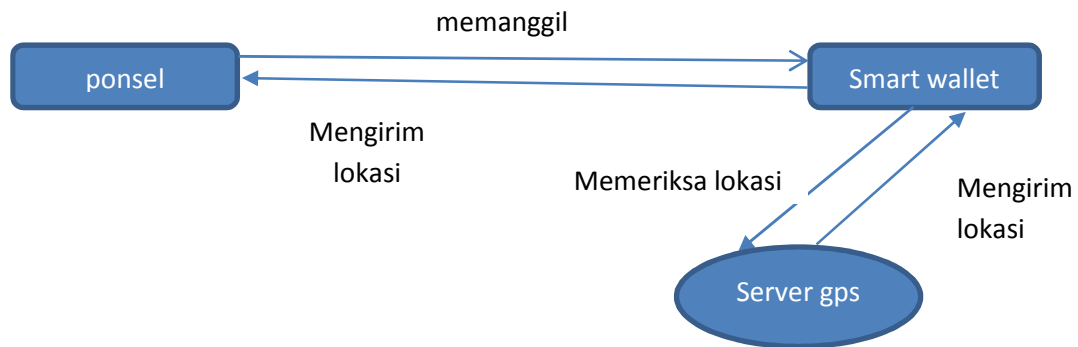 memanggil
ponsel
Smart wallet
Mengirim
lokasi
Memeriksa lokasi
Mengirim
lokasi
Server gps